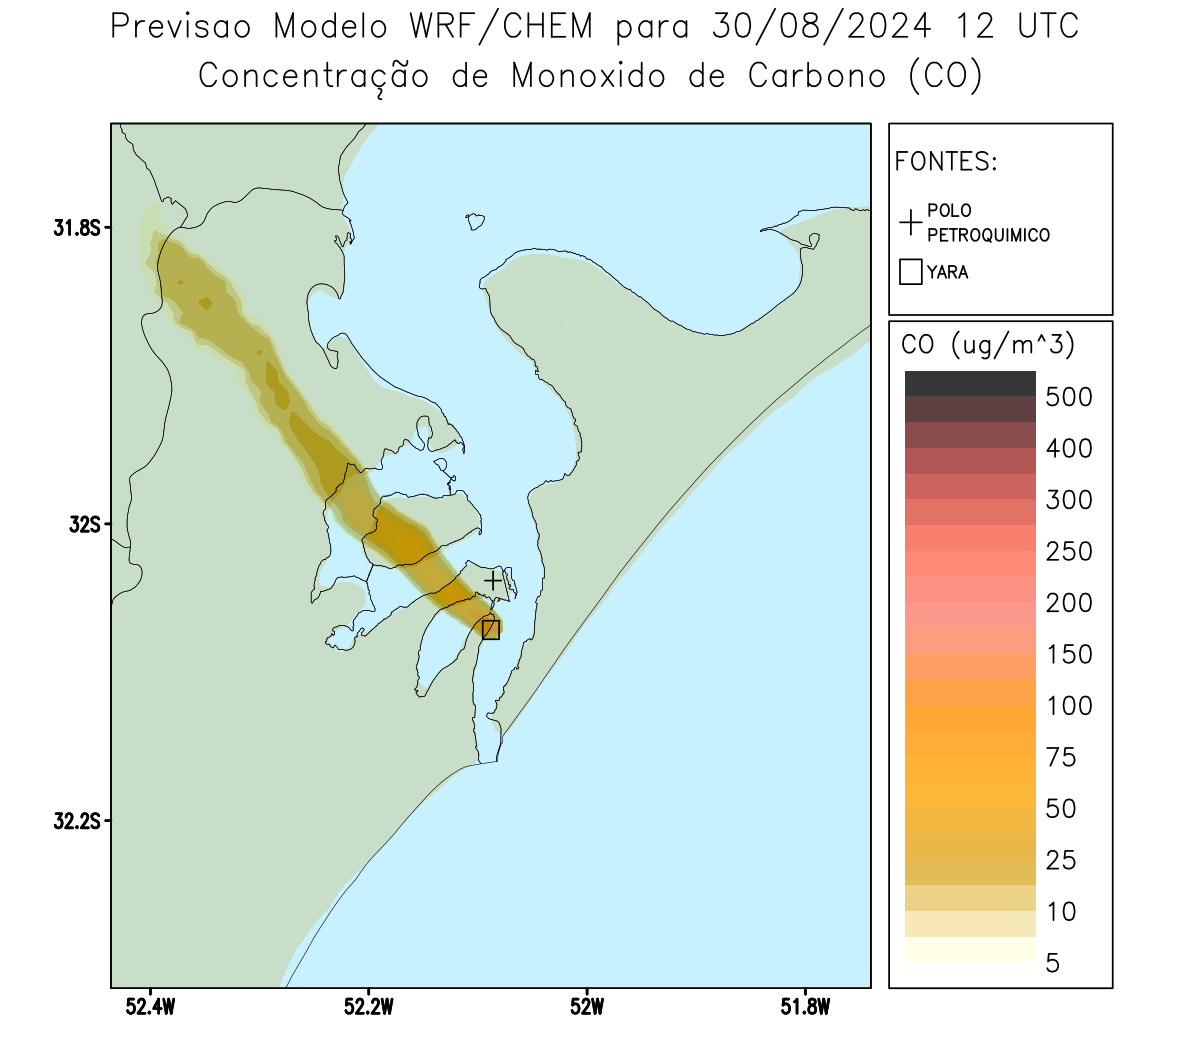 Previsao Modelo WRF/CHEM para 30/08/2024 12 UTC
Concentração de Monoxido de Carbono (CO)
FONTES:
POLO
PETROQUIMICO
YARA
CO (ug/m^3)
500
400
300
250
200
150
100
75
50
25
10
5
31.8S
32S
32.2S
52.4W
52.2W
52W
51.8W